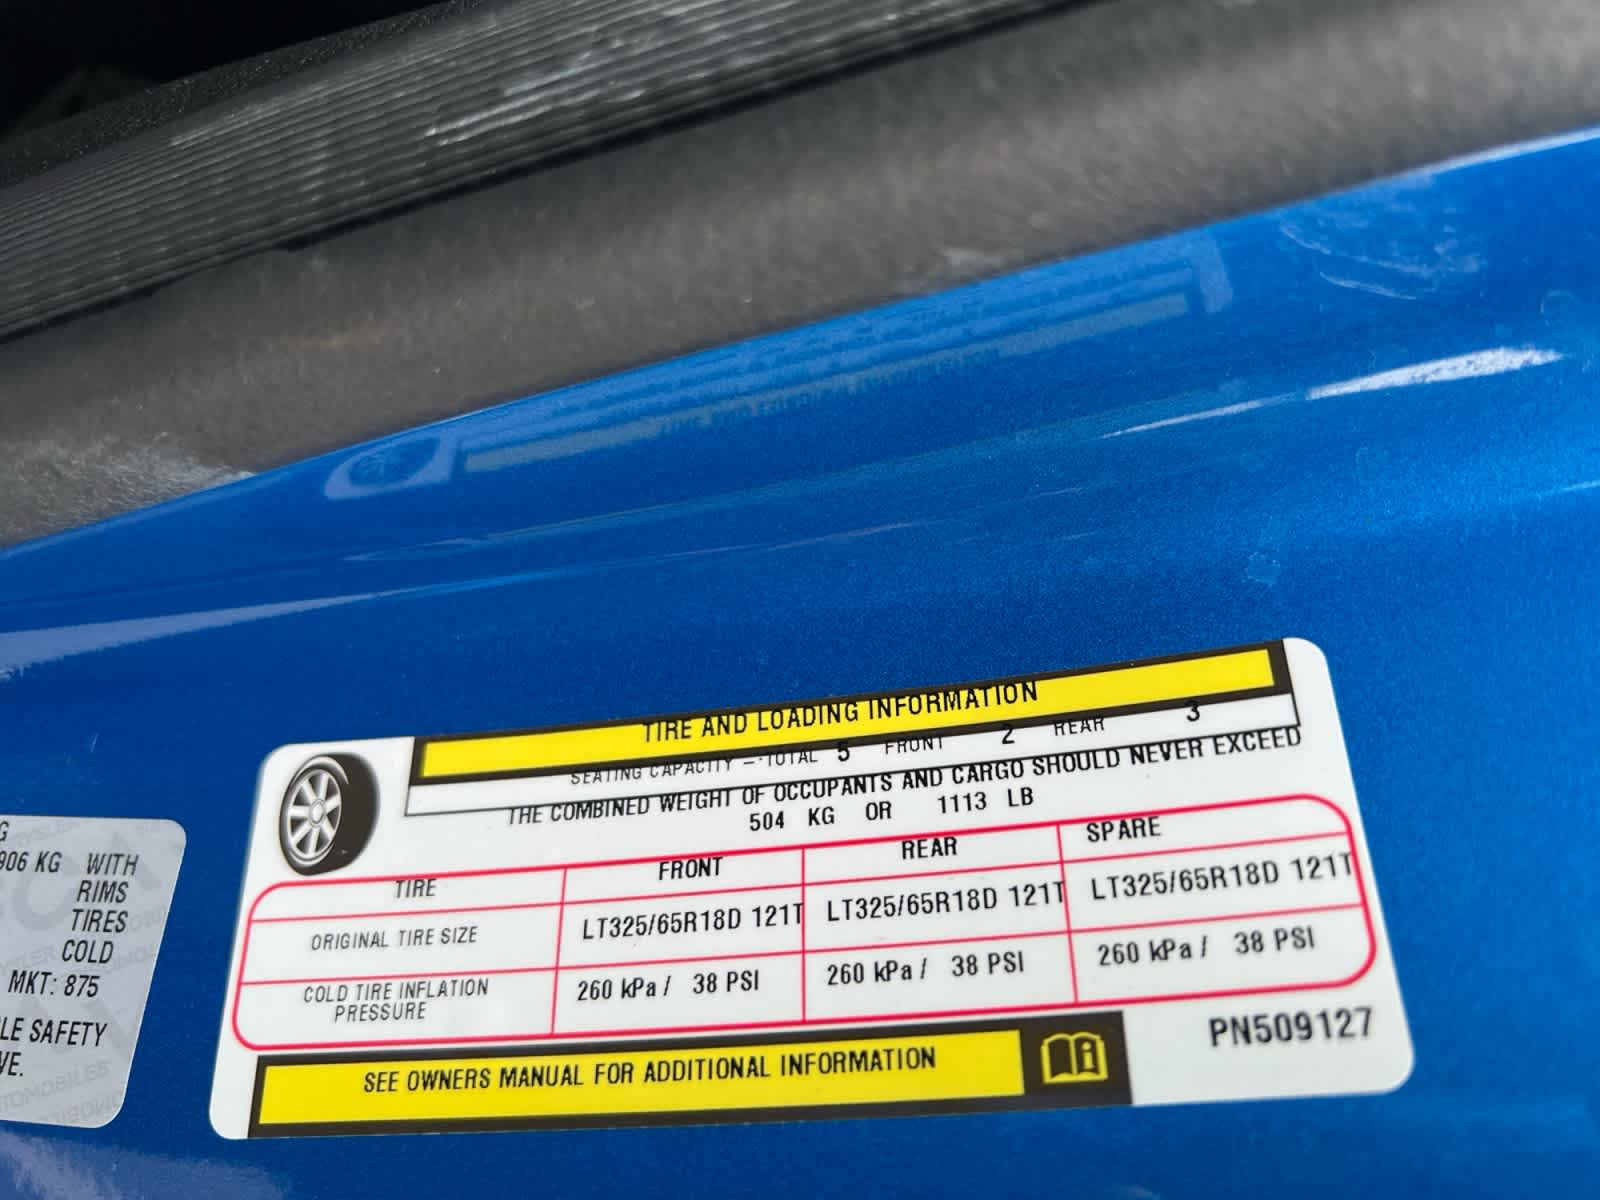 G
906 KG WITH
RIMS
TIRES
COLD
MKT: 875
LE SAFETY
VE.
TIRE AND LOADING INFORMATION
SEATING CAPACITY – TOTAL 5 FRONT 2 REAR 3
THE COMBINED WEIGHT OF OCCUPANTS AND CARGO SHOULD NEVER EXCEED
504 KG OR 1113 LB
TIRE FRONT REAR SPARE
ORIGINAL TIRE SIZE LT325/65R18D 121T LT325/65R18D 121T LT325/65R18D 121T
COLD TIRE INFLATION
PRESSURE 260 kPa / 38 PSI 260 kPa / 38 PSI 260 kPa / 38 PSI
SEE OWNERS MANUAL FOR ADDITIONAL INFORMATION
PN509127